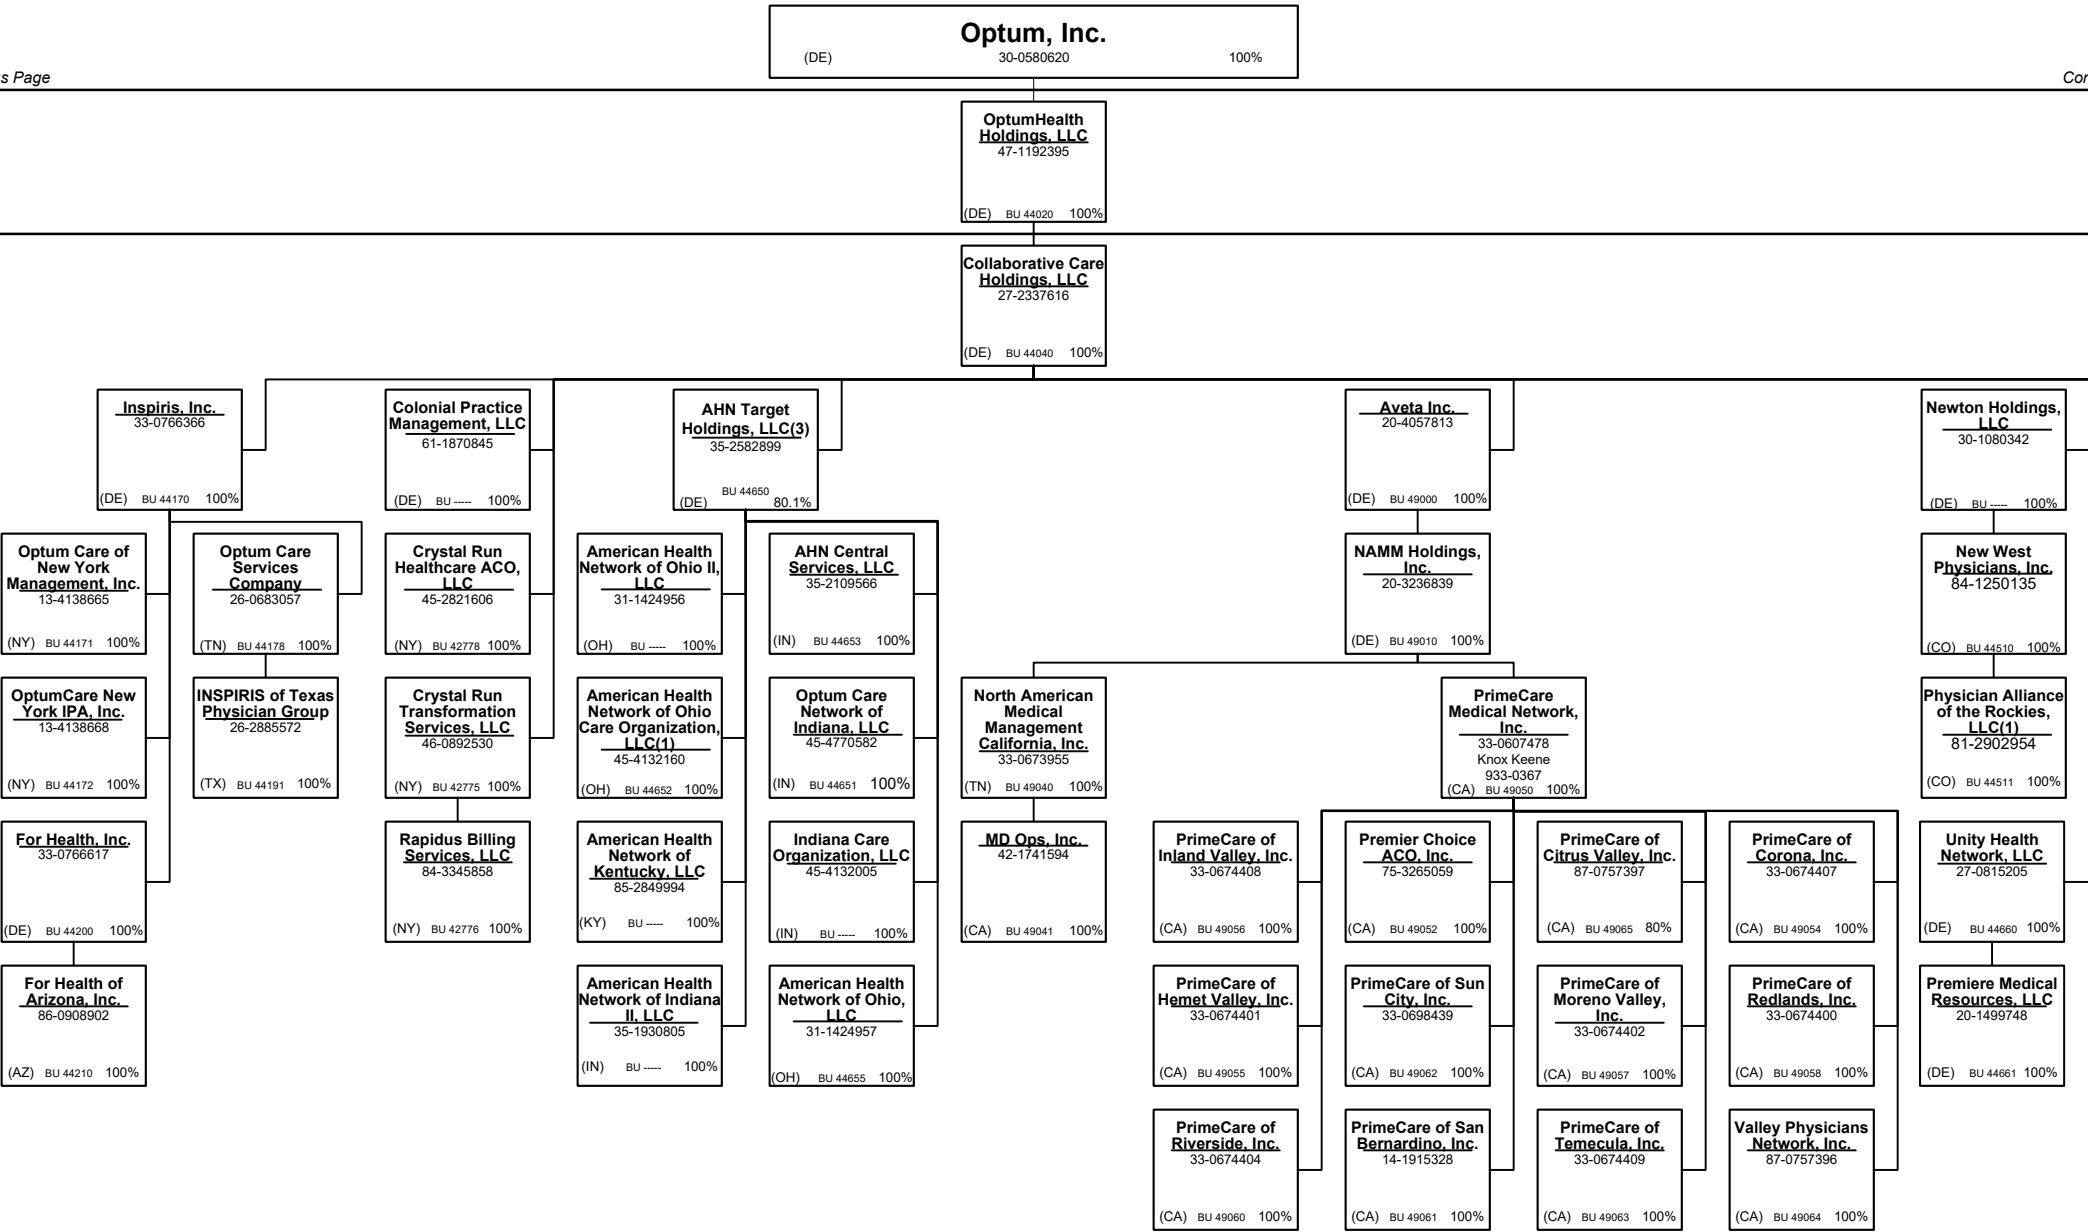 Optum, Inc.
(DE) 30-0580620 100%
s Page
Cor
OptumHealth
Holdings, LLC
47-1192395
(DE) BU 44020 100%
Collaborative Care
Holdings, LLC
27-2337616
(DE) BU 44040 100%
Inspiris, Inc.
33-0766366
(DE) BU 44170 100%
Colonial Practice
Management, LLC
61-1870845
(DE) BU ----- 100%
AHN Target
Holdings, LLC(3)
35-2582899
BU 44650
(DE) 80.1%
Aveta Inc.
20-4057813
(DE) BU 49000 100%
Newton Holdings,
LLC
30-1080342
(DE) BU ----- 100%
Optum Care of
New York
Management, Inc.
13-4138665
(NY) BU 44171 100%
Optum Care
Services
Company
26-0683057
(TN) BU 44178 100%
Crystal Run
Healthcare ACO,
LLC
45-2821606
(NY) BU 42778 100%
American Health
Network of Ohio II,
LLC
31-1424956
(OH) BU ----- 100%
AHN Central
Services, LLC
35-2109566
(IN) BU 44653 100%
NAMM Holdings,
Inc.
20-3236839
(DE) BU 49010 100%
New West
Physicians, Inc.
84-1250135
(CO) BU 44510 100%
OptumCare New
York IPA, Inc.
13-4138668
(NY) BU 44172 100%
INSPIRIS of Texas
Physician Group
26-2885572
(TX) BU 44191 100%
Crystal Run
Transformation
Services, LLC
46-0892530
(NY) BU 42775 100%
American Health
Network of Ohio
Care Organization,
LLC(1)
45-4132160
(OH) BU 44652 100%
Optum Care
Network of
Indiana, LLC
45-4770582
(IN) BU 44651 100%
North American
Medical
Management
California, Inc.
33-0673955
(TN) BU 49040 100%
PrimeCare
Medical Network,
Inc.
33-0607478
Knox Keene
933-0367
(CA) BU 49050 100%
Physician Alliance
of the Rockies,
LLC(1)
81-2902954
(CO) BU 44511 100%
For Health, Inc.
33-0766617
(DE) BU 44200 100%
Rapidus Billing
Services, LLC
84-3345858
(NY) BU 42776 100%
American Health
Network of
Kentucky, LLC
85-2849994
(KY) BU ----- 100%
Indiana Care
Organization, LLC
45-4132005
(IN) BU ----- 100%
MD Ops, Inc.
42-1741594
(CA) BU 49041 100%
PrimeCare of
Inland Valley, Inc.
33-0674408
(CA) BU 49056 100%
Premier Choice
ACO, Inc.
75-3265059
(CA) BU 49052 100%
PrimeCare of
Citrus Valley, Inc.
87-0757397
(CA) BU 49065 80%
PrimeCare of
Corona, Inc.
33-0674407
(CA) BU 49054 100%
Unity Health
Network, LLC
27-0815205
(DE) BU 44660 100%
For Health of
Arizona, Inc.
86-0908902
(AZ) BU 44210 100%
American Health
Network of Indiana
II, LLC
35-1930805
(IN) BU ----- 100%
American Health
Network of Ohio,
LLC
31-1424957
(OH) BU 44655 100%
PrimeCare of
Hemet Valley, Inc.
33-0674401
(CA) BU 49055 100%
PrimeCare of Sun
City, Inc.
33-0698439
(CA) BU 49062 100%
PrimeCare of
Moreno Valley,
Inc.
33-0674402
(CA) BU 49057 100%
PrimeCare of
Redlands, Inc.
33-0674400
(CA) BU 49058 100%
Premiere Medical
Resources, LLC
20-1499748
(DE) BU 44661 100%
PrimeCare of
Riverside, Inc.
33-0674404
(CA) BU 49060 100%
PrimeCare of San
Bernardino, Inc.
14-1915328
(CA) BU 49061 100%
PrimeCare of
Temecula, Inc.
33-0674409
(CA) BU 49063 100%
Valley Physicians
Network, Inc.
87-0757396
(CA) BU 49064 100%